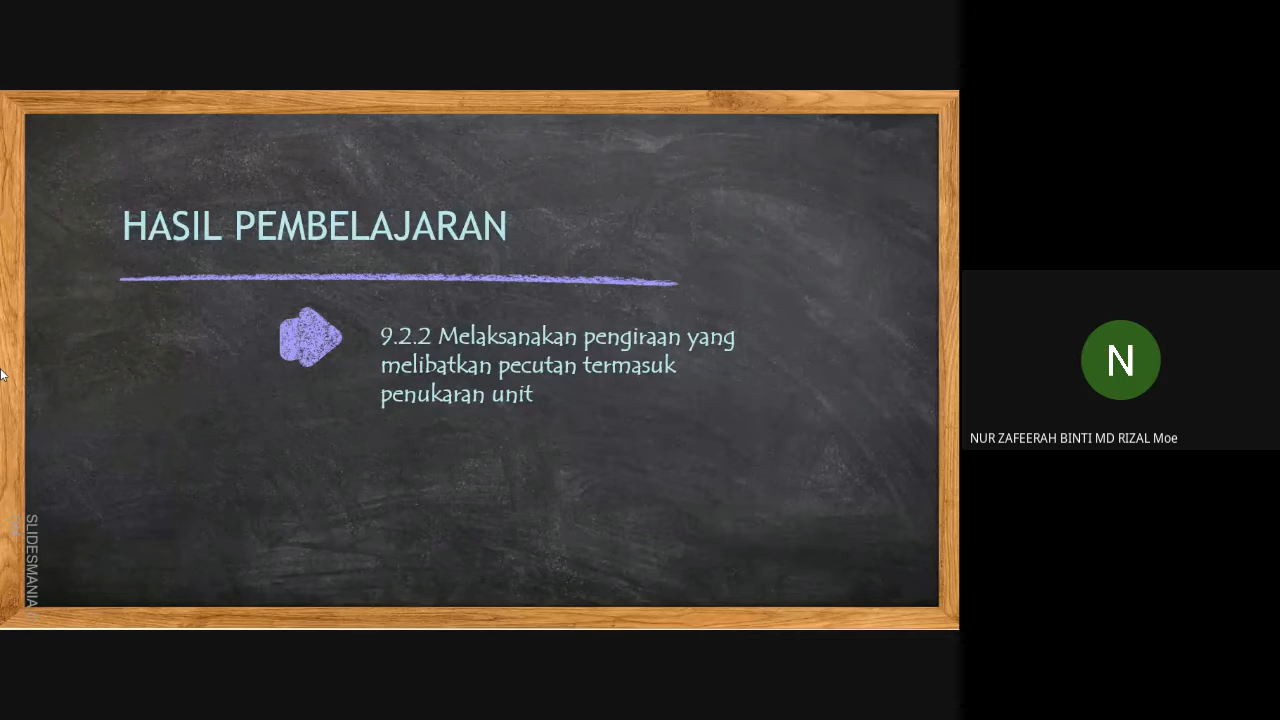 HASIL PEMBELAJARAN
9.2.2 Melaksanakan pengiraan yang
melibatkan pecutan termasuk
penukaran unit
SLIDESMANIA
N
NUR ZAFEERAH BINTI MD RIZAL Moe